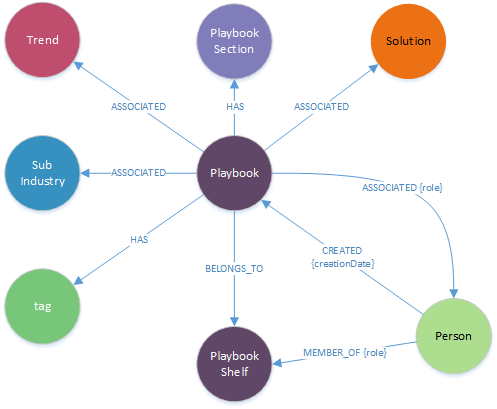 Trend
Playbook
Section
Solution
ASSOCIATED
HAS
ASSOCIATED
Sub
Industry
ASSOCIATED
Playbook
ASSOCIATED {role}
HAS
CREATED
{creationDate}
BELONGS_TO
tag
Person
Playbook
Shelf
MEMBER_OF {role}